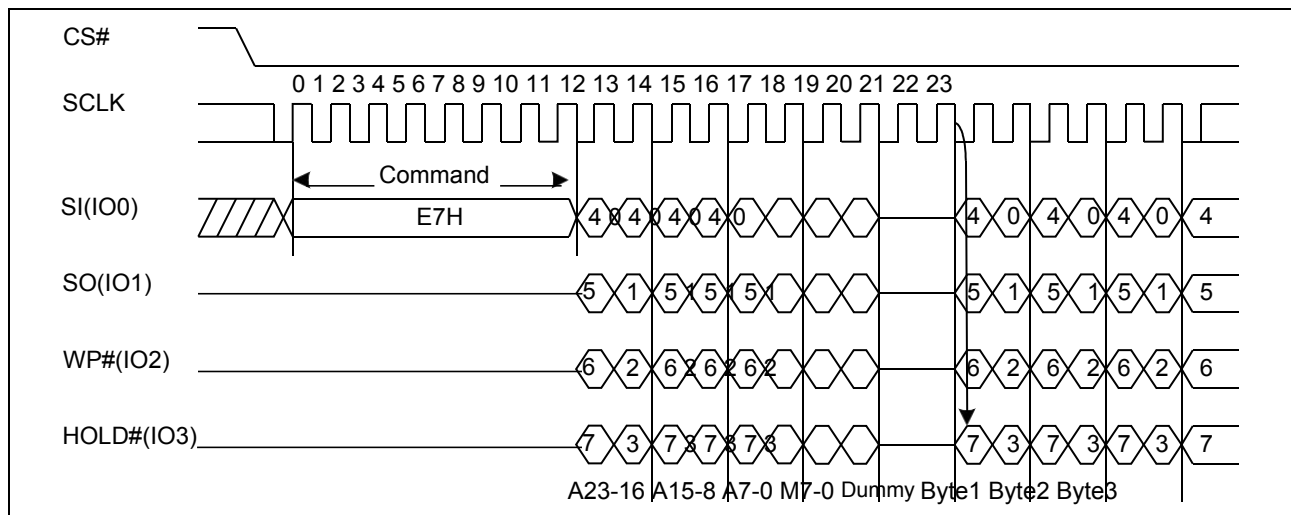 CS#
0 1 2 3 4 5 6 7 8 9 10 11 12 13 14 15 16 17 18 19 20 21 22 23
SCLK
Command
SI(IO0) E7H 4 0 4 0 4 0 4 0 4 0 4 0 4 0 4
SO(IO1) 5 1 5 1 5 1 5 1 5 1 5 1 5 1 5
WP#(IO2) 6 2 6 2 6 2 6 2 6 2 6 2 6 2 6
HOLD#(IO3) 7 3 7 3 7 3 7 3 7 3 7 3 7 3 7
A23-16 A15-8 A7-0 M7-0 Dummy Byte1 Byte2 Byte3